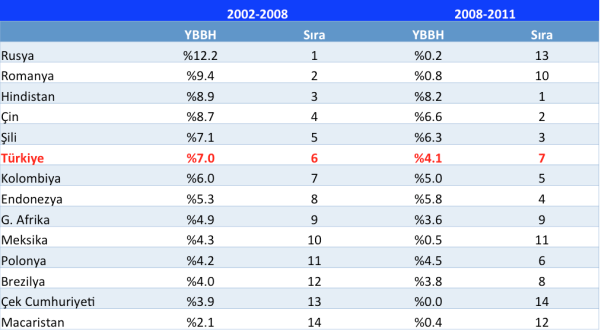 2002-2008 2008-2011
YBBH Sıra YBBH Sıra
Rusya %12.2 1 %0.2 13
Romanya %9.4 2 %0.8 10
Hindistan %8.9 3 %8.2 1
Çin %8.7 4 %6.6 2
Şili %7.1 5 %6.3 3
Türkiye %7.0 6 %4.1 7
Kolombiya %6.0 7 %5.0 5
Endonezya %5.3 8 %5.8 4
G. Afrika %4.9 9 %3.6 9
Meksika %4.3 10 %0.5 11
Polonya %4.2 11 %4.5 6
Brezilya %4.0 12 %3.8 8
Çek Cumhuriyeti %3.9 13 %0.0 14
Macaristan %2.1 14 %0.4 12